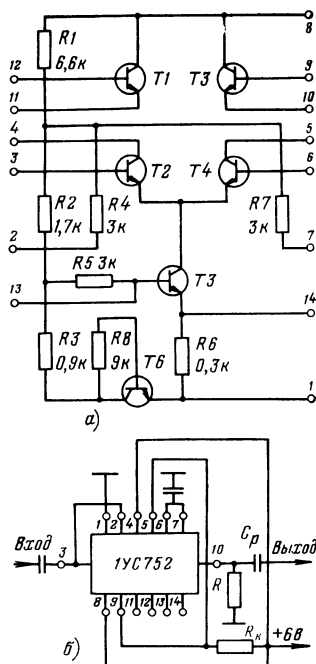 8
R1
6,6к
12
T1
T3
9
11
10
4
5
3
T2
T4
6
R2
1,7к
R4
3к
R7
3к
2
7
R5 3к
T3
13
14
R3
0,9к
R8
9к
T6
R6
0,3к
1
а)
1 2 4 5 6 7
Вход
3
1УС752
10
Cр
Выход
R
8 9 11 12 13 14
Rк
+6В
б)